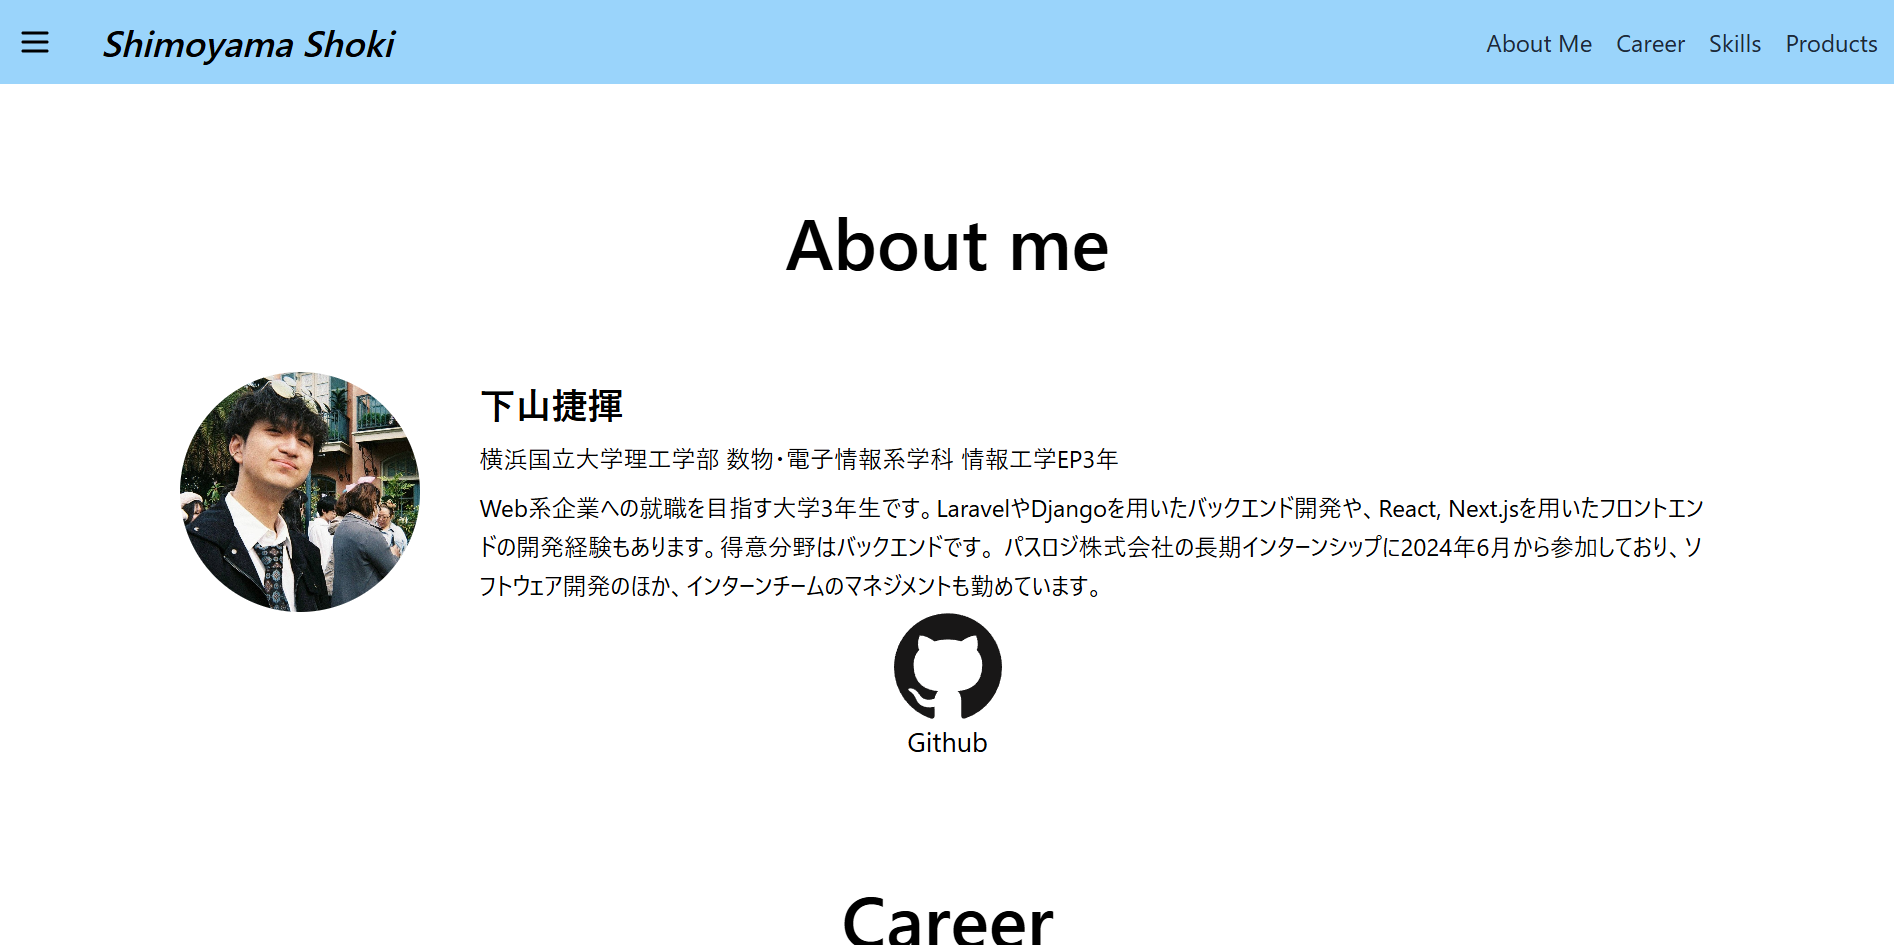 Shimoyama Shoki
About Me Career Skills Products
About me
下山捷揮
横浜国立大学理工学部 数物・電子情報系学科 情報工学EP3年
Web系企業への就職を目指す大学3年生です。LaravelやDjangoを用いたバックエンド開発や、React, Next.jsを用いたフロントエン
ドの開発経験もあります。得意分野はバックエンドです。 パスロジ株式会社の長期インターンシップに2024年6月から参加しており、ソ
フトウェア開発のほか、インターンチームのマネジメントも勤めています。
Github
Career